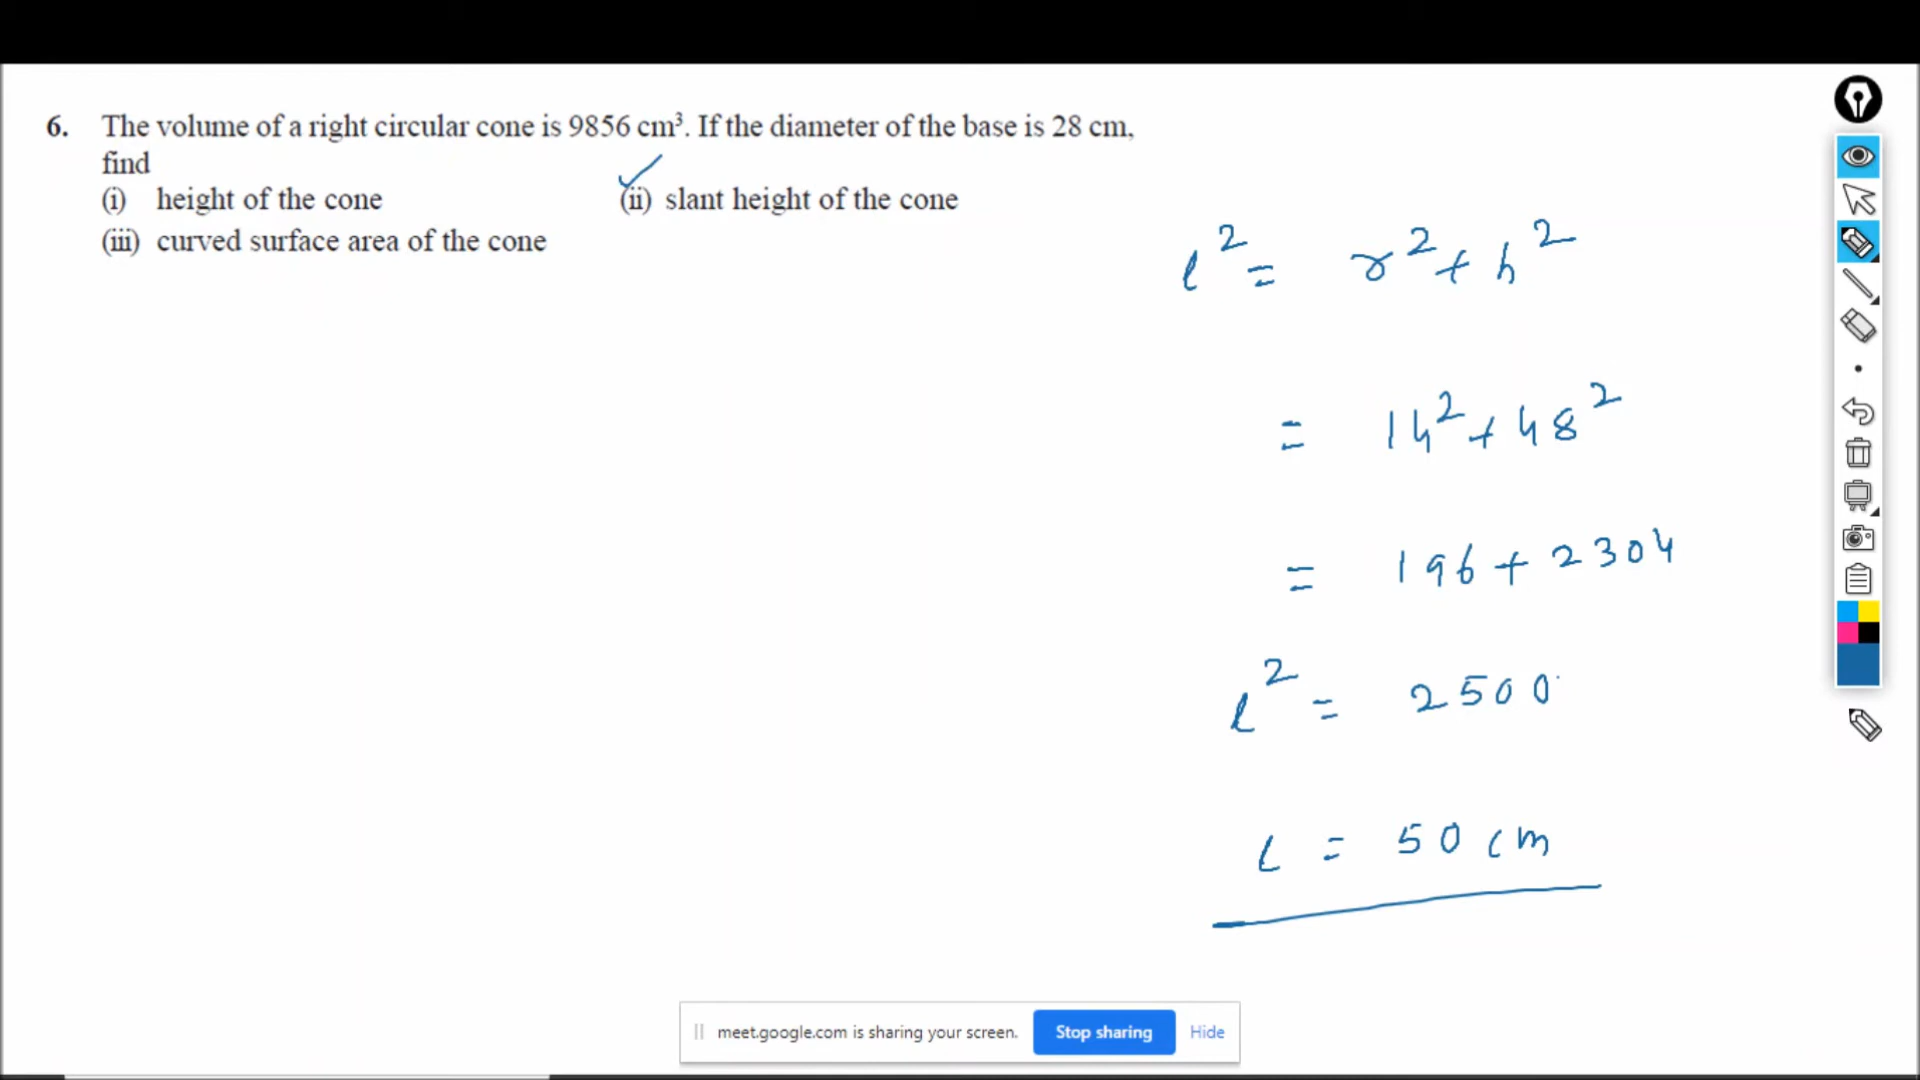 6. The volume of a right circular cone is 9856 cm³. If the diameter of the base is 28 cm,
find
(i) height of the cone (ii) slant height of the cone
(iii) curved surface area of the cone
l² = r² + h²
= 14² + 48²
= 196 + 2304
l² = 2500
l = 50 cm
meet.google.com is sharing your screen. Stop sharing Hide